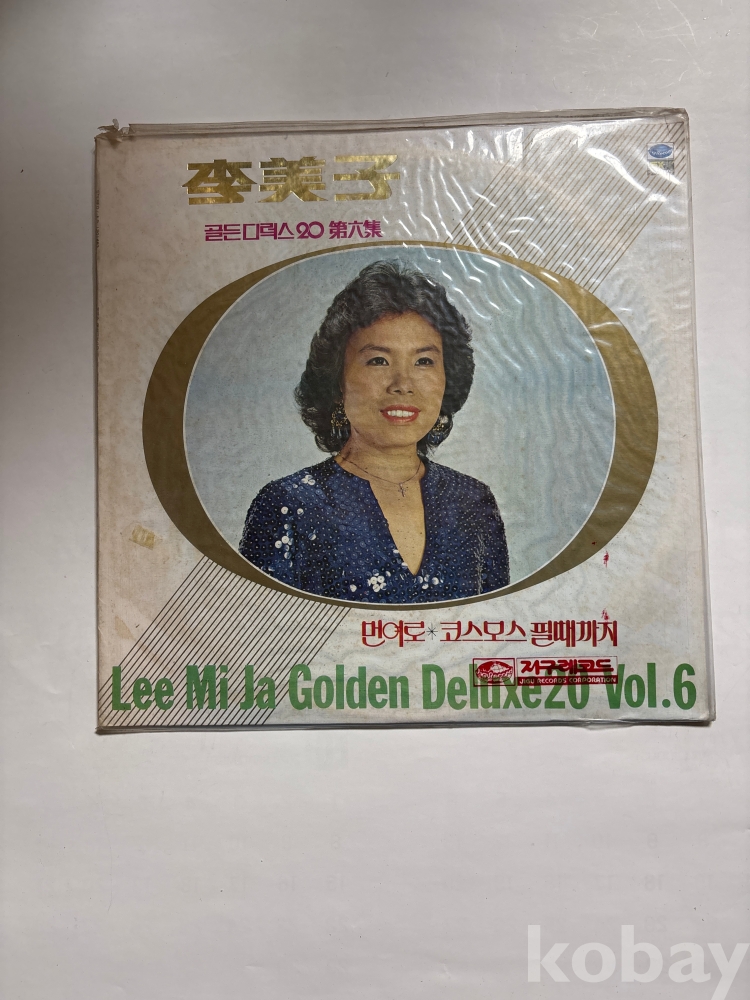 李美子
골든디럭스20 第六集
먼여로*코스모스 필때까지
지구레코드
JIGU RECORDS CORPORATION
Lee Mi Ja Golden Deluxe20 Vol.6
kobay